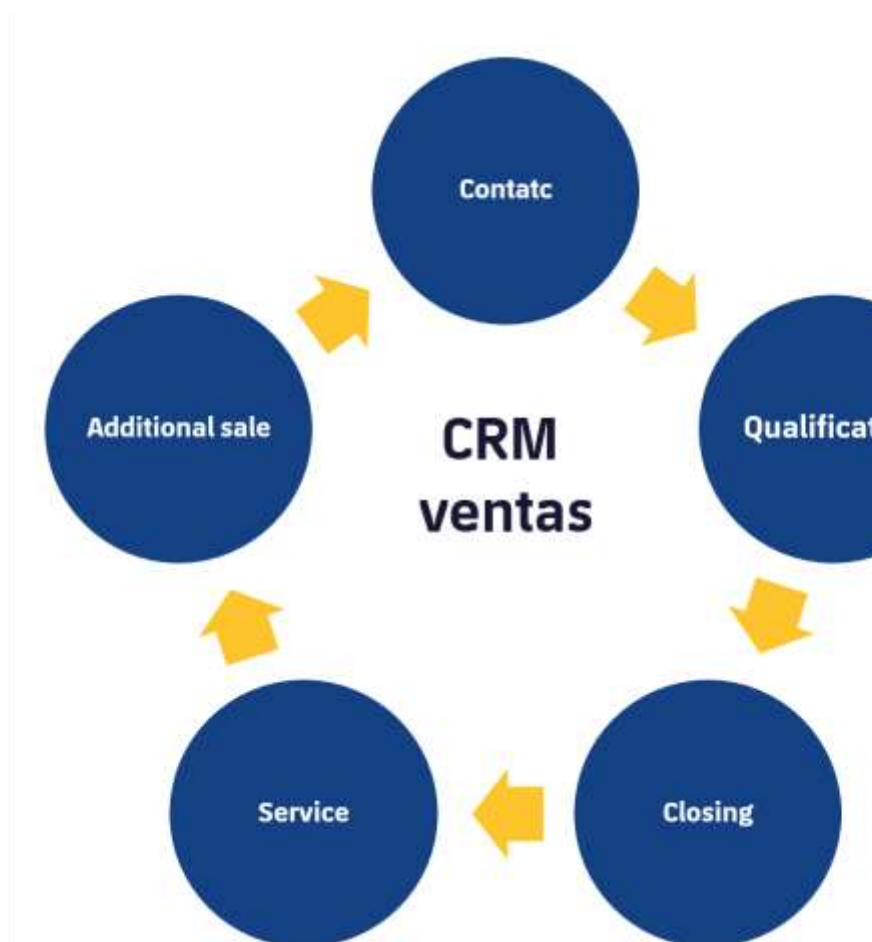 Contatc
Additional sale
CRM
ventas
Qualificat
Service
Closing